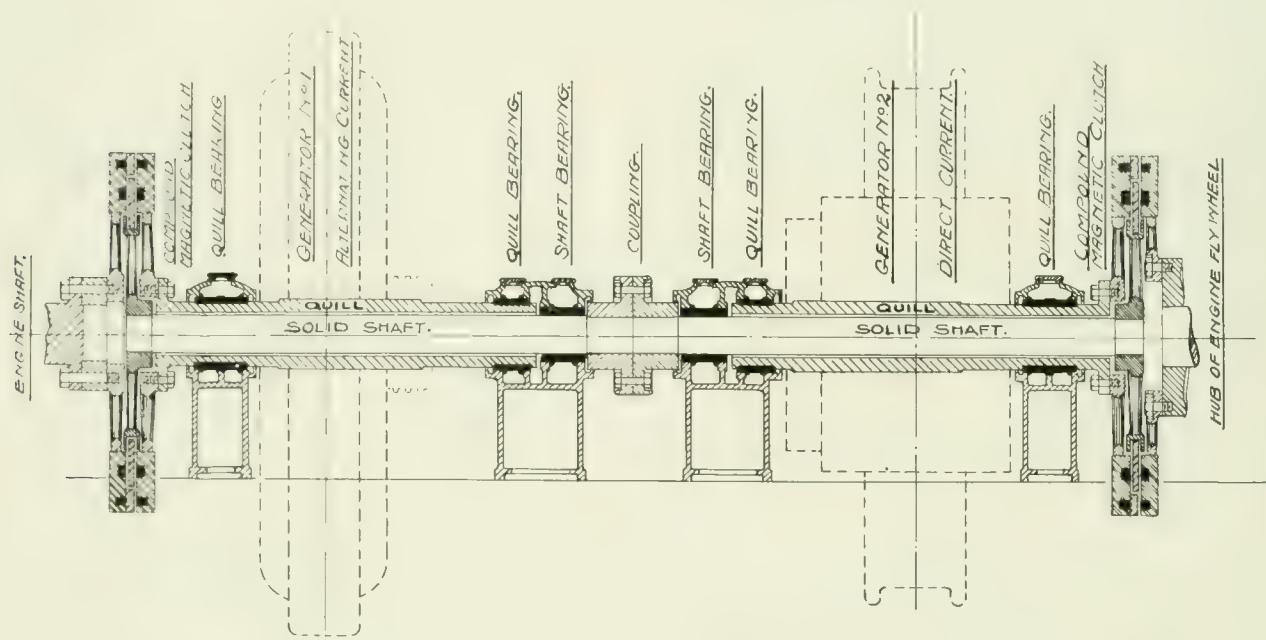 ENGINE SHAFT.
COMPOUND
MAGNETIC CLUTCH
QUILL BEARING
GENERATOR Nº1
ALTERNATING CURRENT
QUILL BEARING.
SHAFT BEARING.
COUPLING.
SHAFT BEARING.
QUILL BEARING.
GENERATOR Nº2
DIRECT CURRENT.
QUILL BEARING.
COMPOUND
MAGNETIC CLUTCH
HUB OF ENGINE FLYWHEEL
QUILL
SOLID SHAFT.
QUILL
SOLID SHAFT.